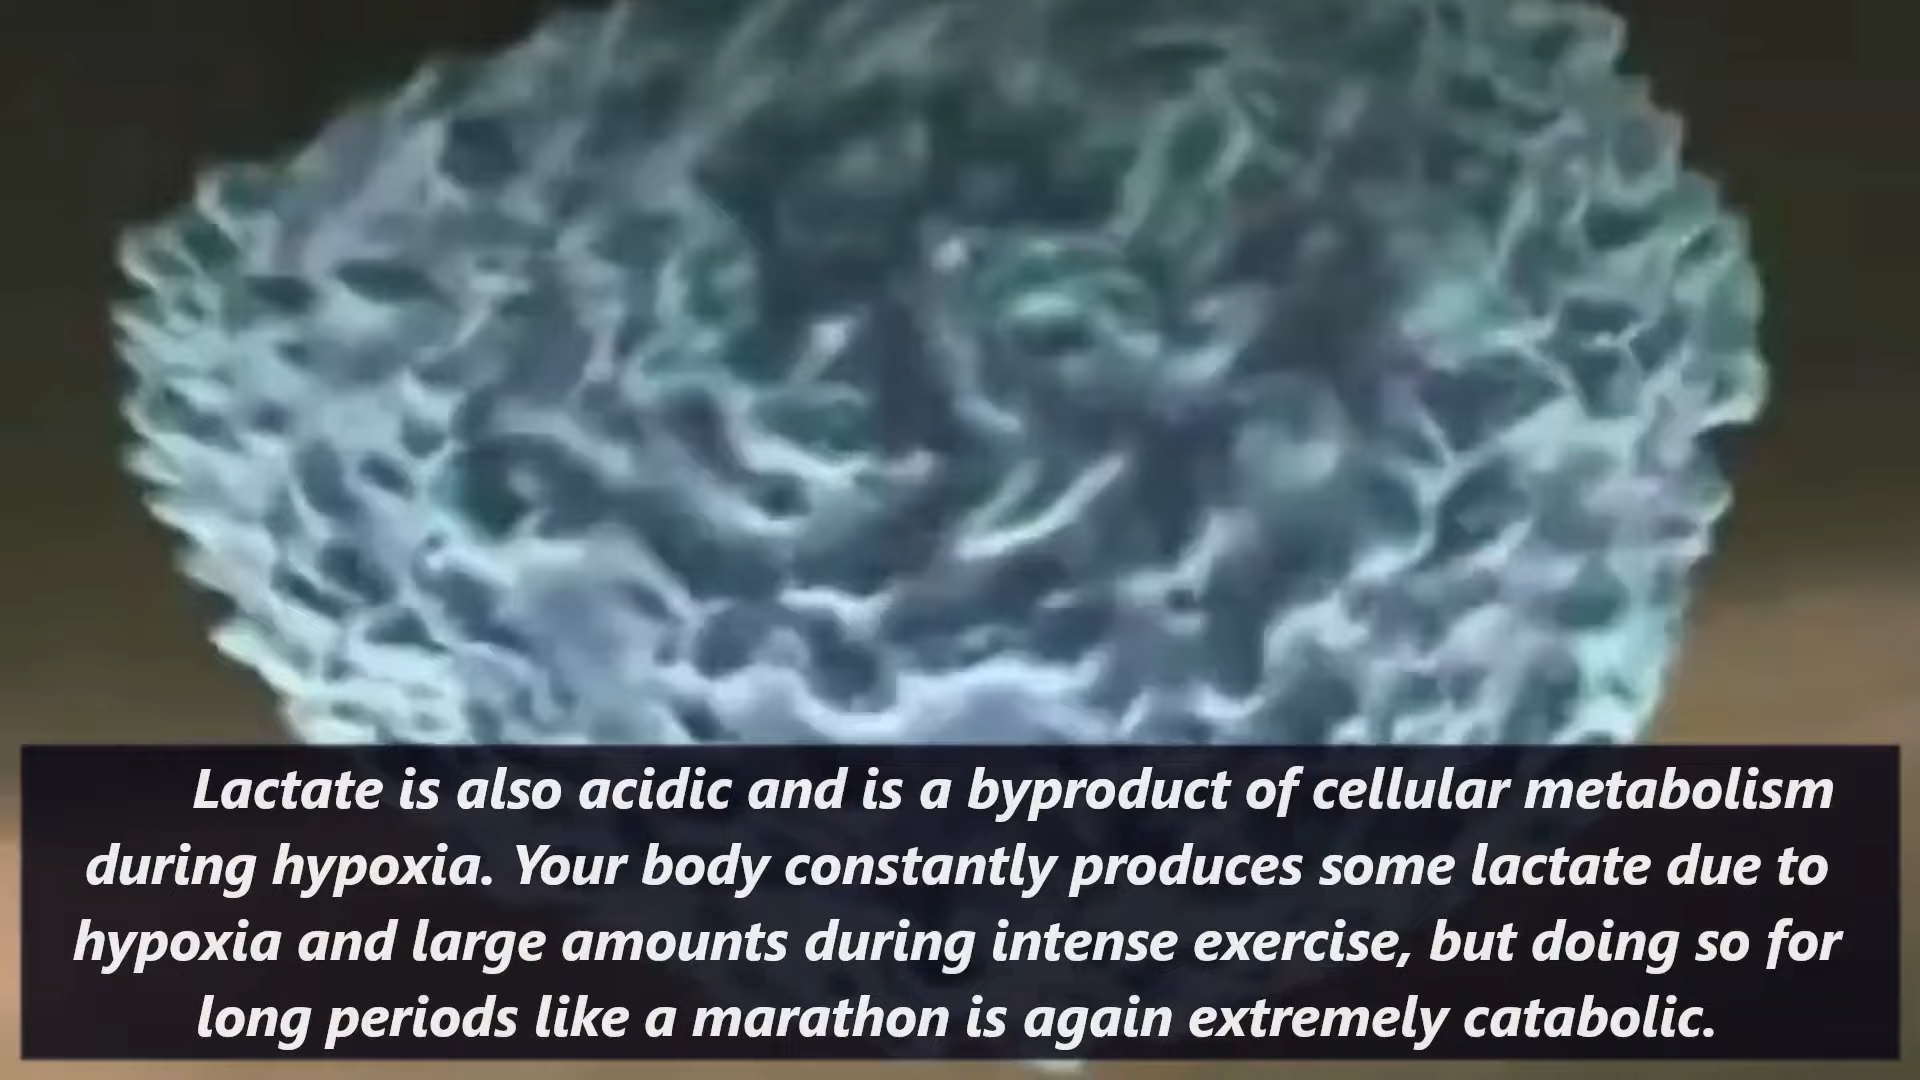 Lactate is also acidic and is a byproduct of cellular metabolism
during hypoxia. Your body constantly produces some lactate due to
hypoxia and large amounts during intense exercise, but doing so for
long periods like a marathon is again extremely catabolic.